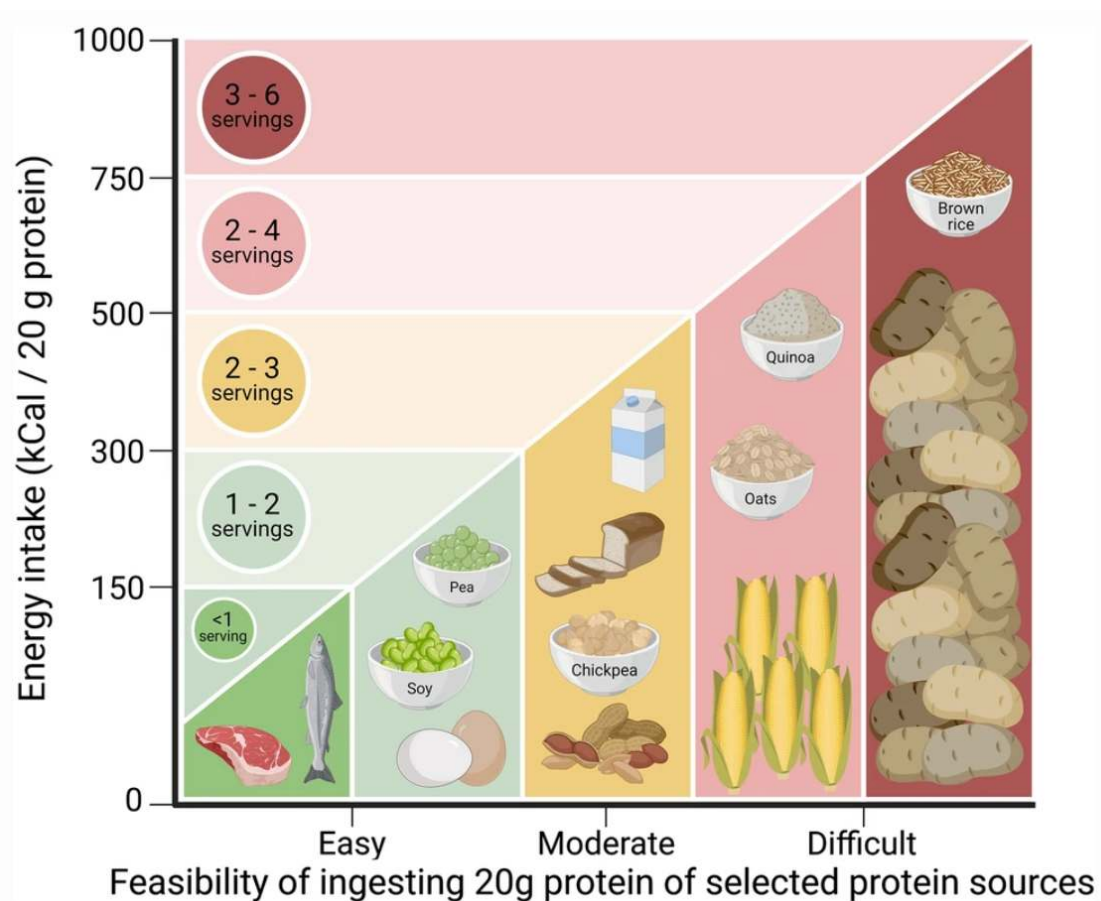 Energy intake (kCal / 20 g protein)
1000
750
500
300
150
0
3 - 6
servings
2 - 4
servings
2 - 3
servings
1 - 2
servings
<1
serving
Brown
rice
Quinoa
Oats
Pea
Soy
Chickpea
Easy
Moderate
Difficult
Feasibility of ingesting 20g protein of selected protein sources